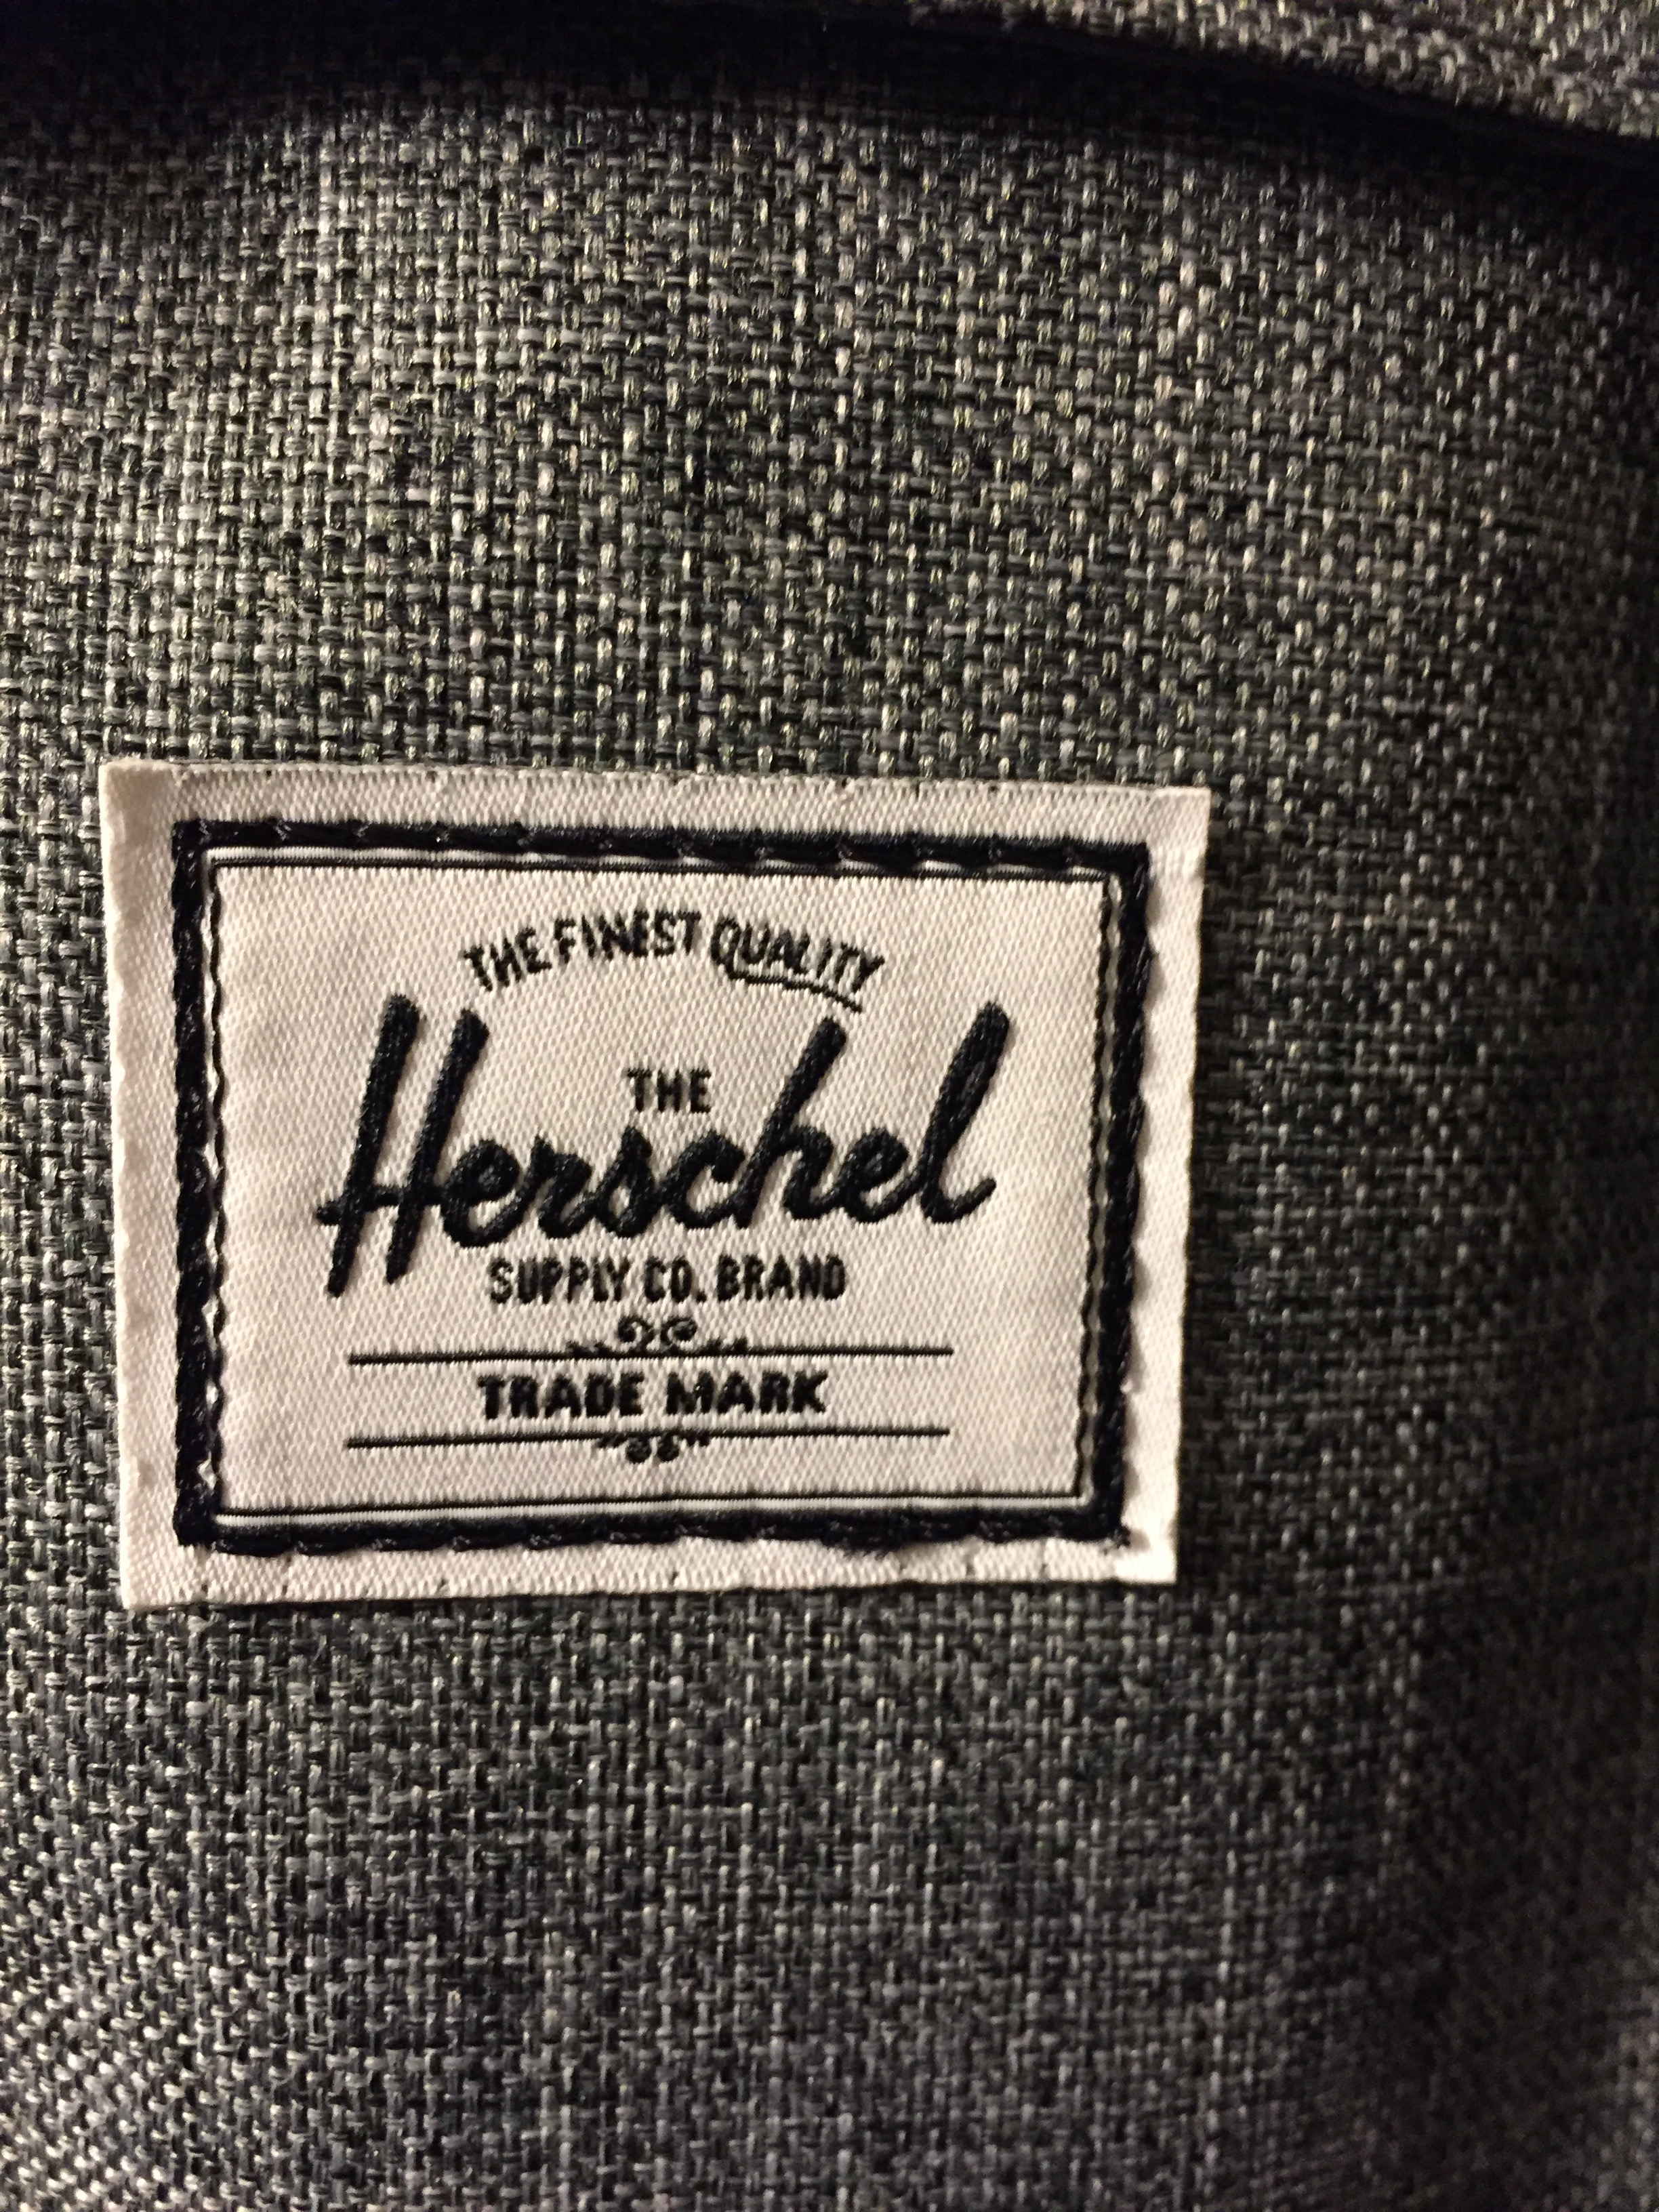 THE FINEST QUALITY
THE
Herschel
SUPPLY CO. BRAND
TRADE MARK